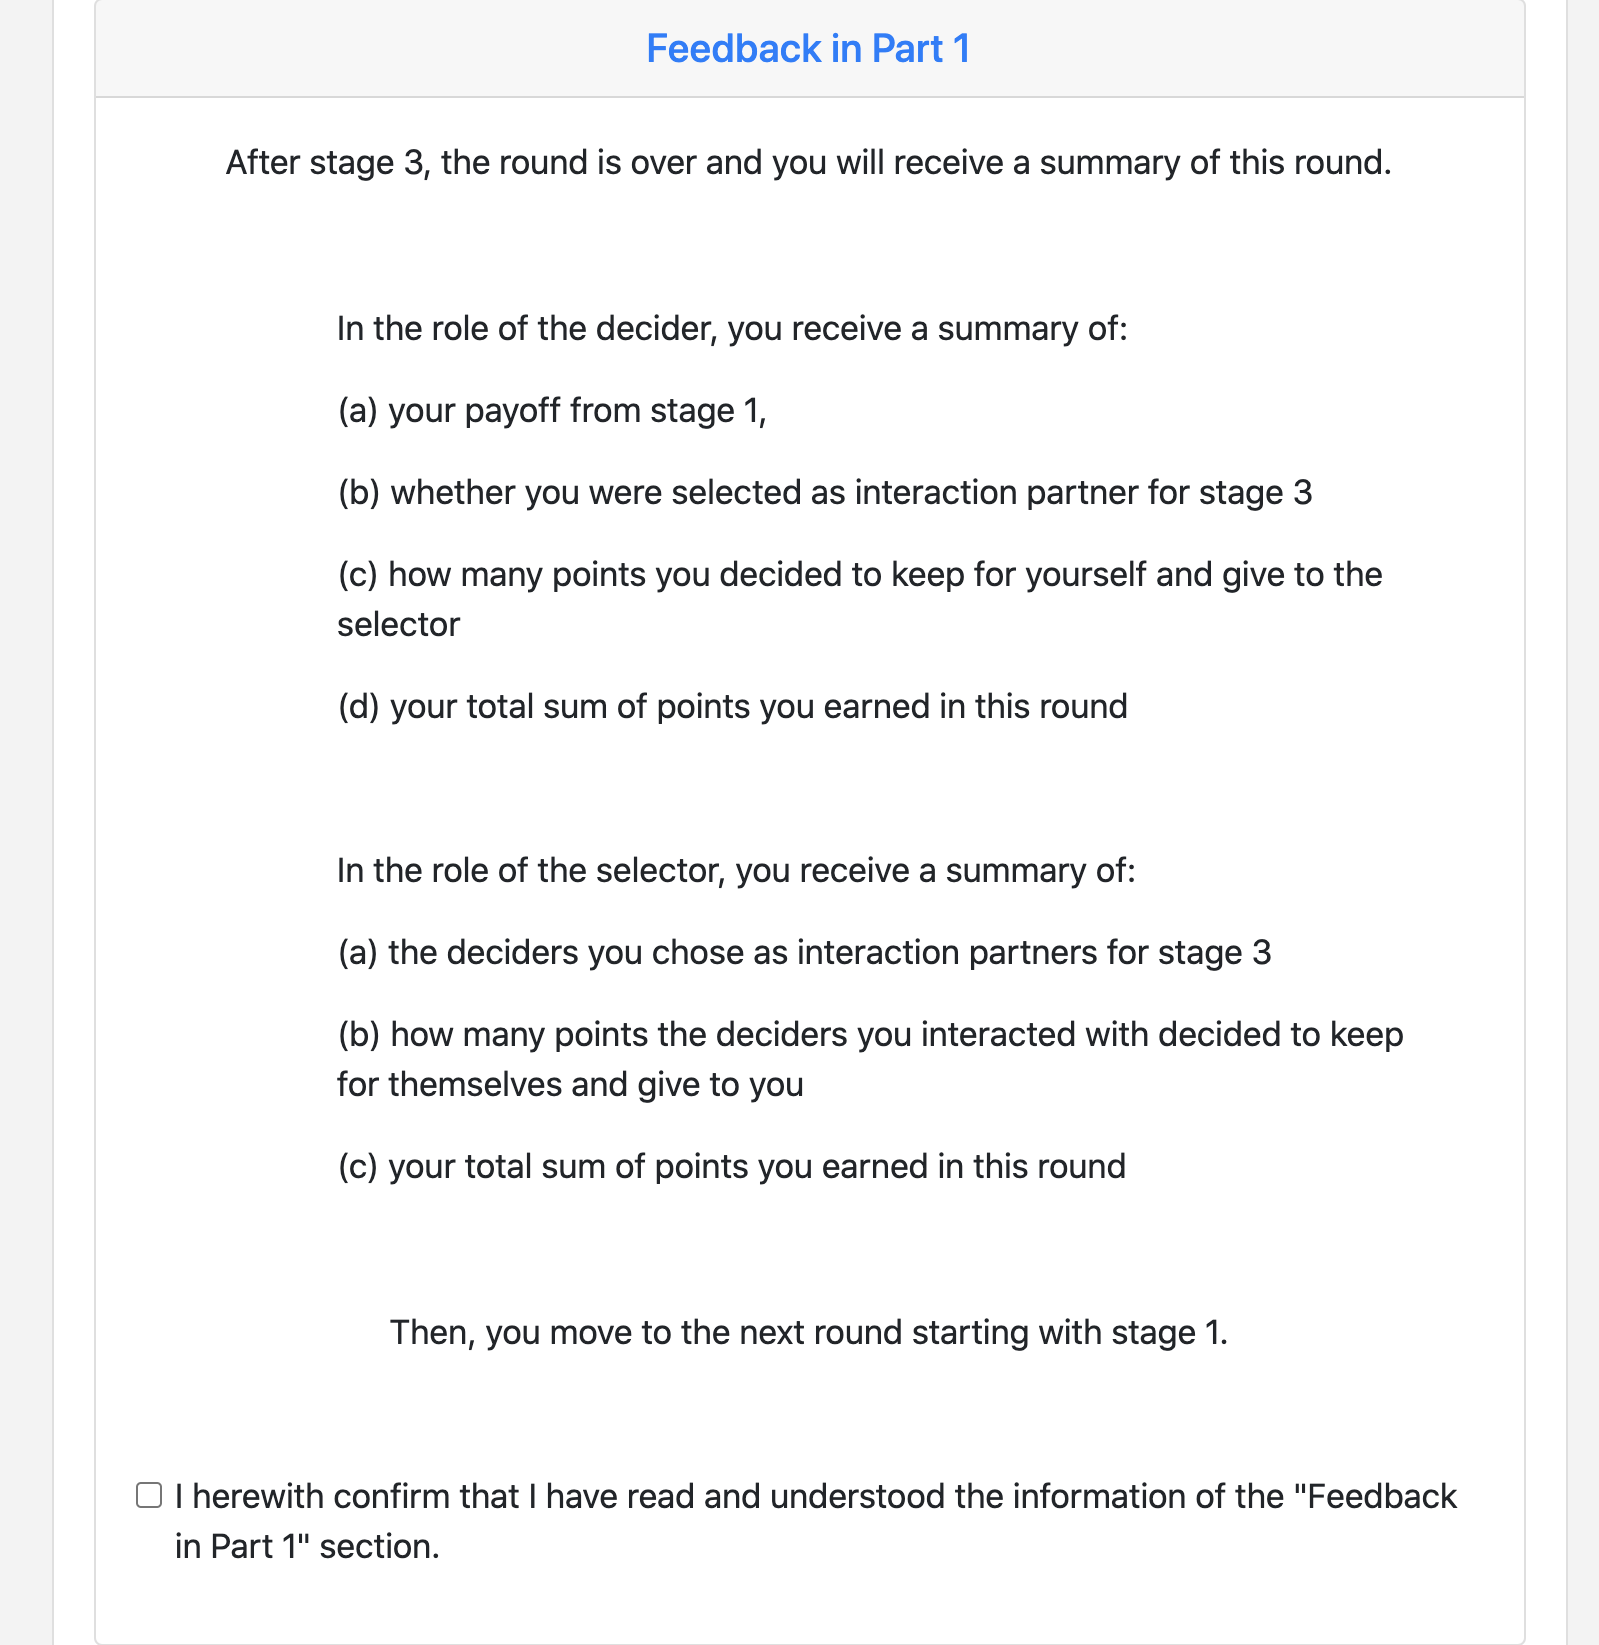 Feedback in Part 1
After stage 3, the round is over and you will receive a summary of this round.
In the role of the decider, you receive a summary of:
(a) your payoff from stage 1,
(b) whether you were selected as interaction partner for stage 3
(c) how many points you decided to keep for yourself and give to the
selector
(d) your total sum of points you earned in this round
In the role of the selector, you receive a summary of:
(a) the deciders you chose as interaction partners for stage 3
(b) how many points the deciders you interacted with decided to keep
for themselves and give to you
(c) your total sum of points you earned in this round
Then, you move to the next round starting with stage 1.
I herewith confirm that I have read and understood the information of the "Feedback
in Part 1" section.